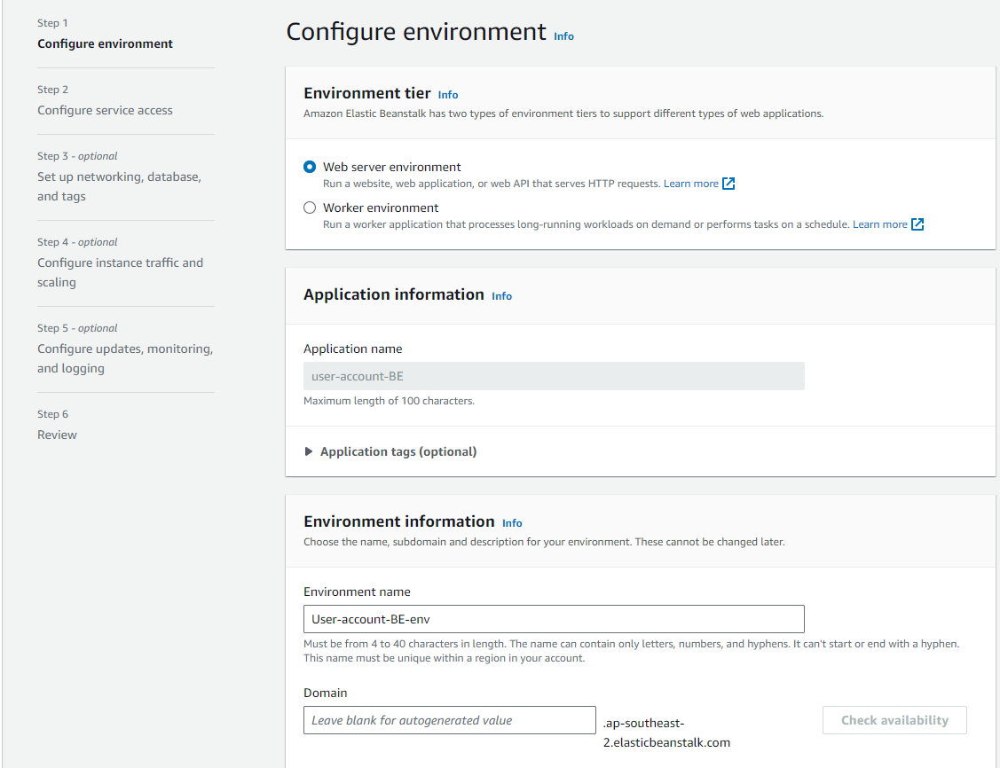 Step 1
Configure environment
Step 2
Configure service access
Step 3 - optional
Set up networking, database,
and tags
Step 4 - optional
Configure instance traffic and
scaling
Step 5 - optional
Configure updates, monitoring,
and logging
Step 6
Review
Configure environment Info
Environment tier Info
Amazon Elastic Beanstalk has two types of environment tiers to support different types of web applications.
Web server environment
Run a website, web application, or web API that serves HTTP requests. Learn more
Worker environment
Run a worker application that processes long-running workloads on demand or performs tasks on a schedule. Learn more
Application information Info
Application name
user-account-BE
Maximum length of 100 characters.
Application tags (optional)
Environment information Info
Choose the name, subdomain and description for your environment. These cannot be changed later.
Environment name
User-account-BE-env
Must be from 4 to 40 characters in length. The name can contain only letters, numbers, and hyphens. It can't start or end with a hyphen.
This name must be unique within a region in your account.
Domain
Leave blank for autogenerated value
.ap-southeast-
2.elasticbeanstalk.com
Check availability